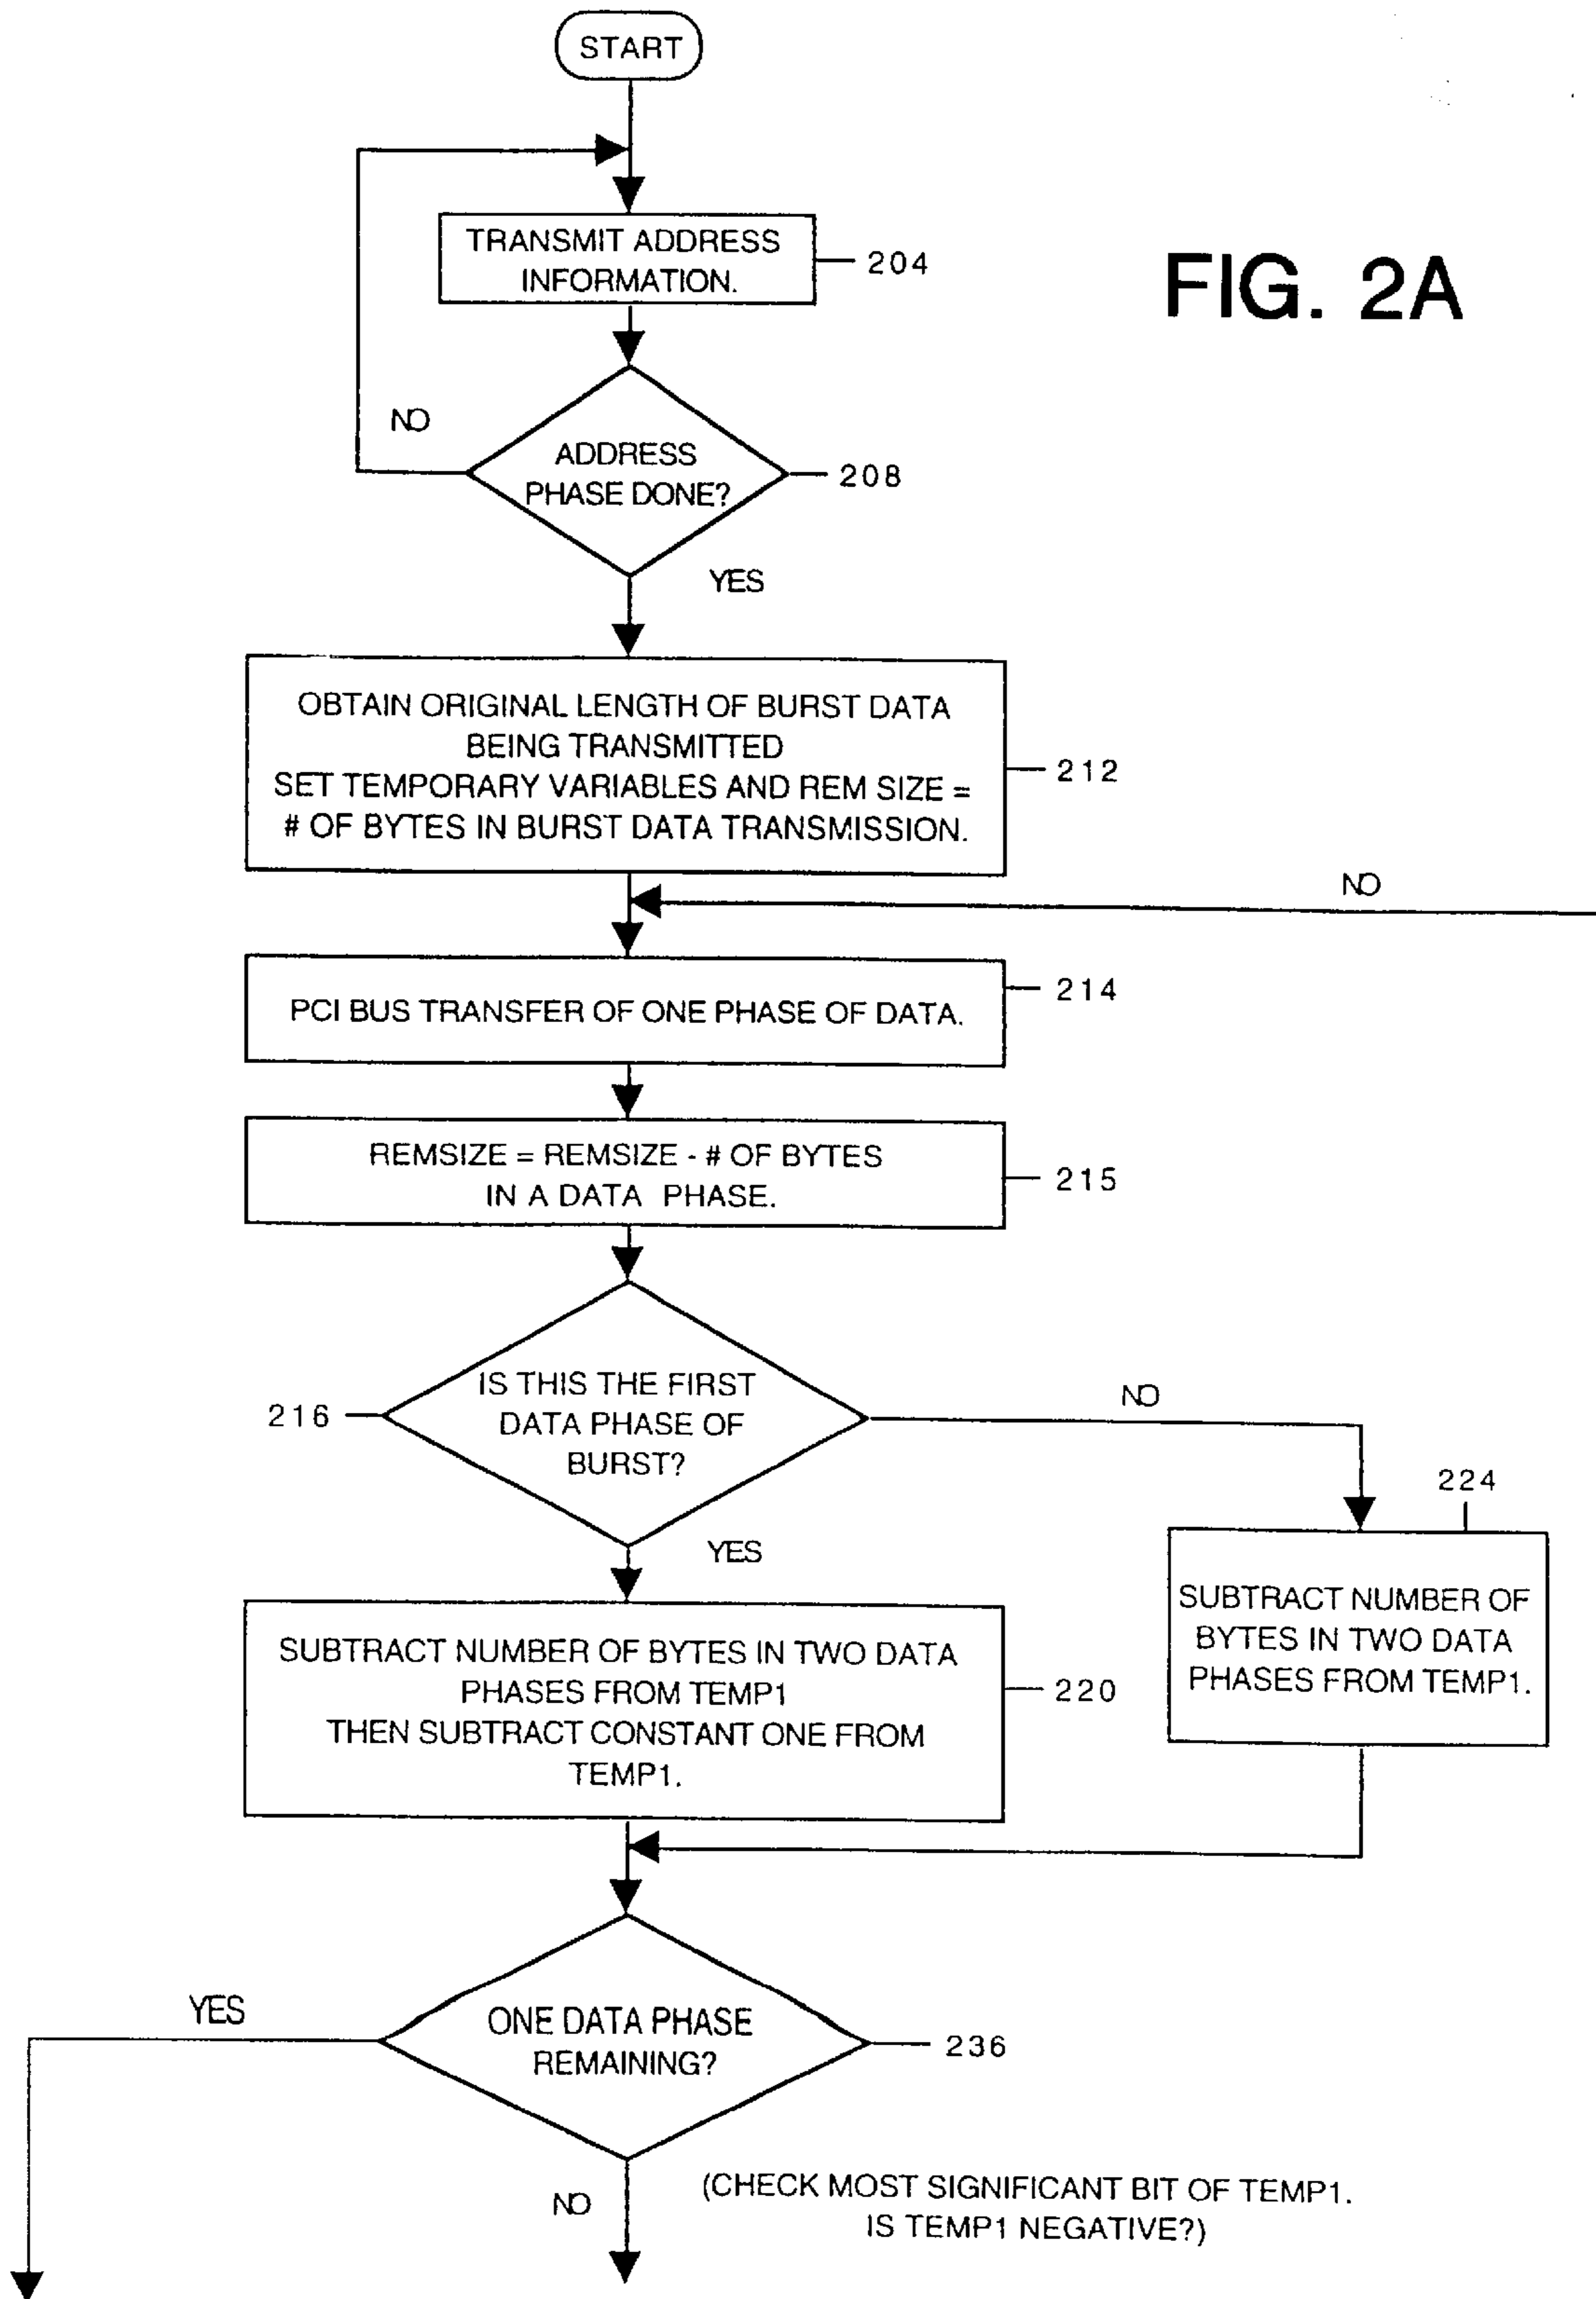 START
TRANSMIT ADDRESS
INFORMATION.
204
FIG. 2A
NO
ADDRESS
PHASE DONE?
208
YES
OBTAIN ORIGINAL LENGTH OF BURST DATA
BEING TRANSMITTED
SET TEMPORARY VARIABLES AND REM SIZE =
# OF BYTES IN BURST DATA TRANSMISSION.
212
NO
PCI BUS TRANSFER OF ONE PHASE OF DATA.
214
REMSIZE = REMSIZE - # OF BYTES
IN A DATA PHASE.
215
IS THIS THE FIRST
DATA PHASE OF
BURST?
216
NO
YES
224
SUBTRACT NUMBER OF
BYTES IN TWO DATA
PHASES FROM TEMP1.
SUBTRACT NUMBER OF BYTES IN TWO DATA
PHASES FROM TEMP1
THEN SUBTRACT CONSTANT ONE FROM
TEMP1.
220
YES
ONE DATA PHASE
REMAINING?
236
NO
(CHECK MOST SIGNIFICANT BIT OF TEMP1.
IS TEMP1 NEGATIVE?)